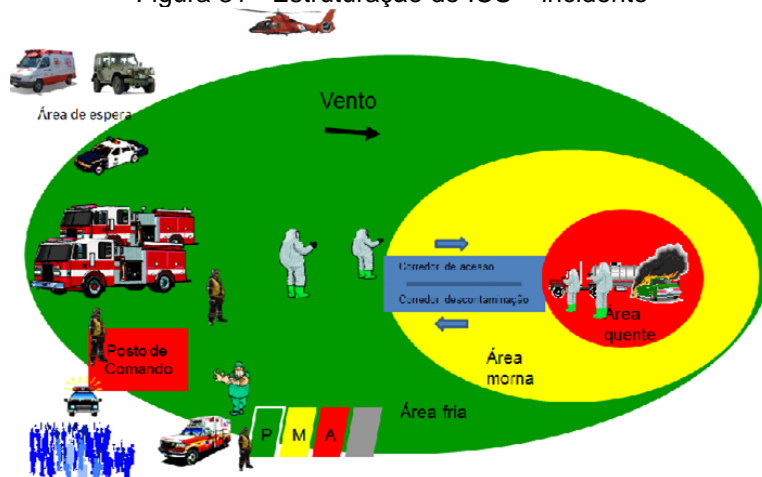 Vento
Área de espera
Corredor de acesso
Corredor descontaminação
Área
quente
Posto de
Comando
Área
morna
Área fria
P M A